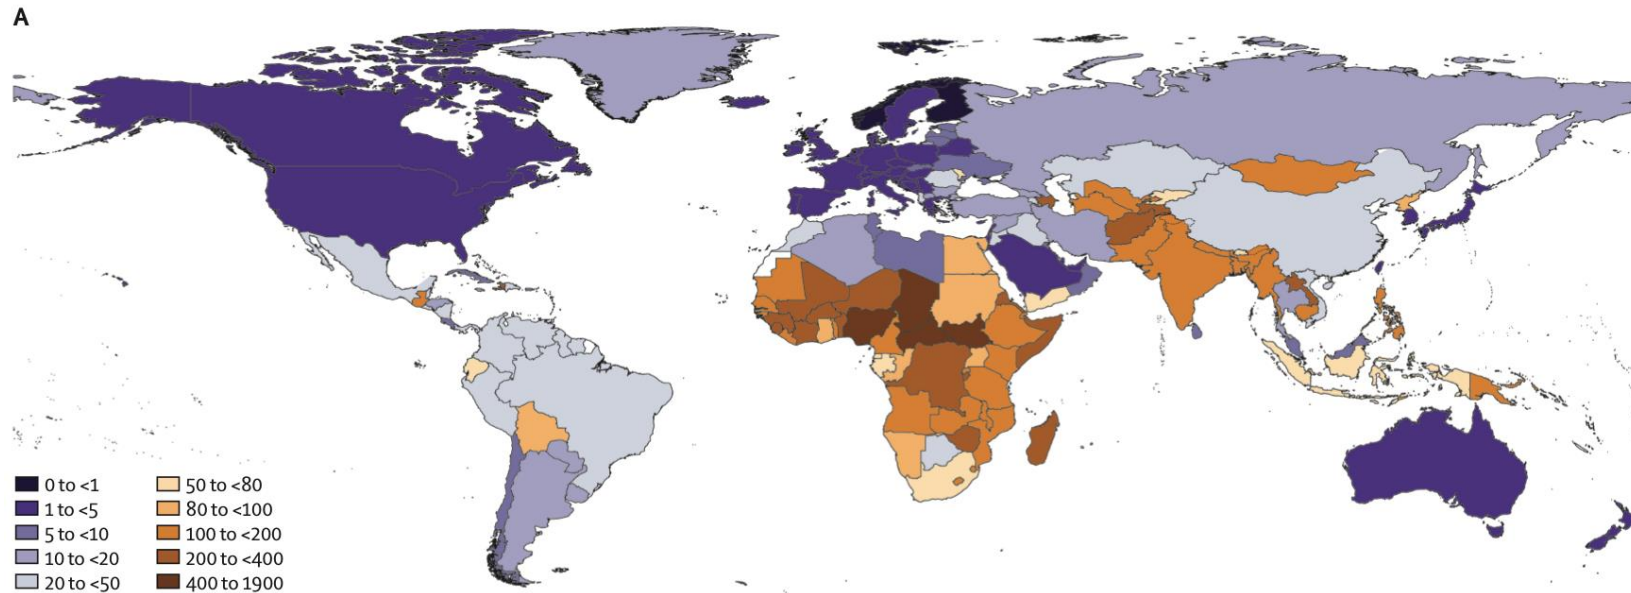 A
0 to <1
1 to <5
5 to <10
10 to <20
20 to <50
50 to <80
80 to <100
100 to <200
200 to <400
400 to 1900